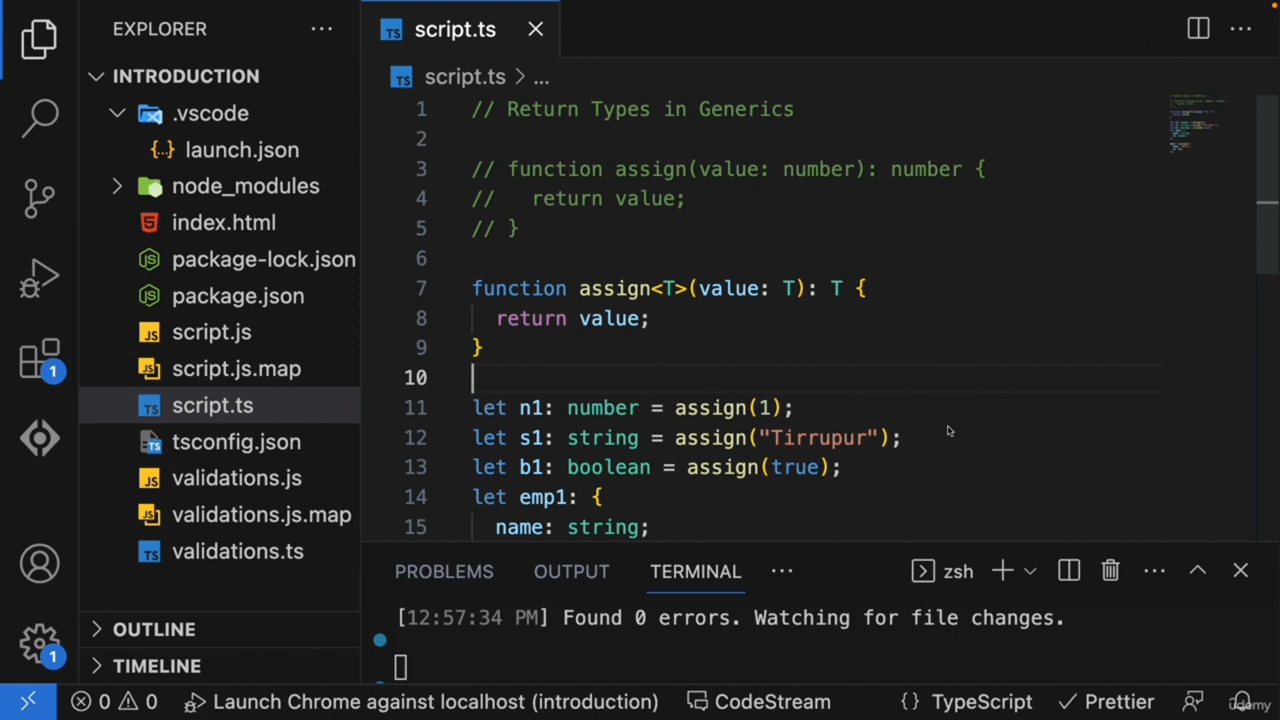 EXPLORER
INTRODUCTION
.vscode
launch.json
node_modules
index.html
package-lock.json
package.json
script.js
script.js.map
script.ts
tsconfig.json
validations.js
validations.js.map
validations.ts
OUTLINE
TIMELINE
script.ts
script.ts > ...
1 // Return Types in Generics
2
3 // function assign(value: number): number {
4 //   return value;
5 // }
6
7 function assign<T>(value: T): T {
8   return value;
9 }
10
11 let n1: number = assign(1);
12 let s1: string = assign("Tirrupur");
13 let b1: boolean = assign(true);
14 let emp1: {
15   name: string;
PROBLEMS OUTPUT TERMINAL ... zsh
[12:57:34 PM] Found 0 errors. Watching for file changes.
1
1
0 0 Launch Chrome against localhost (introduction) CodeStream {} TypeScript Prettier
udemy